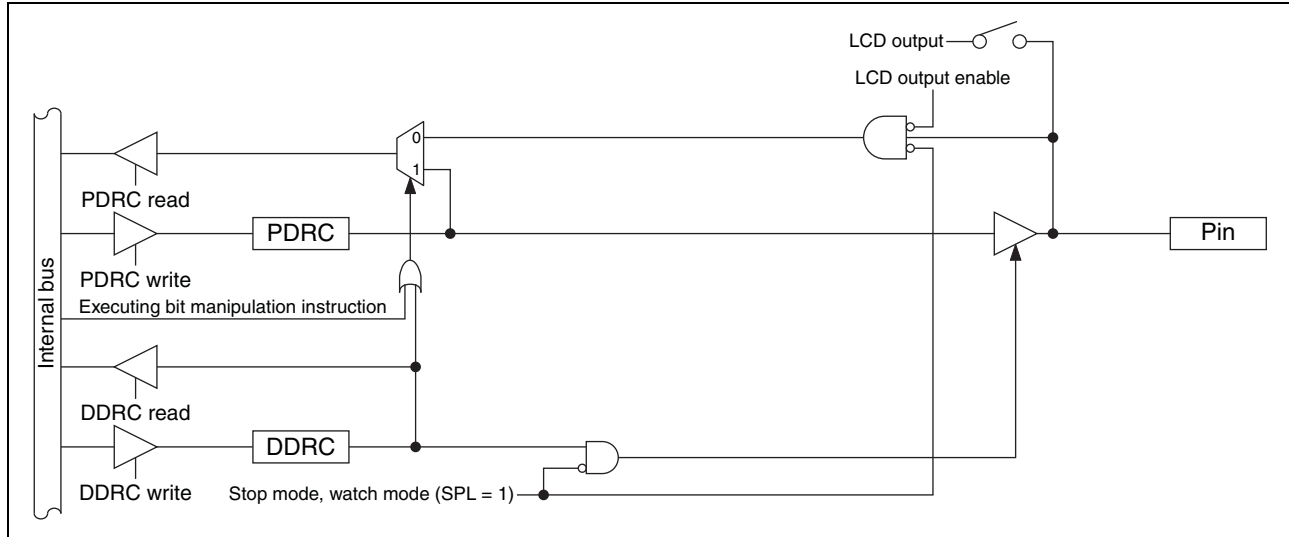 LCD output
LCD output enable
0
1
PDRC read
PDRC
Pin
PDRC write
Executing bit manipulation instruction
Internal bus
DDRC read
DDRC
Stop mode, watch mode (SPL = 1)
DDRC write